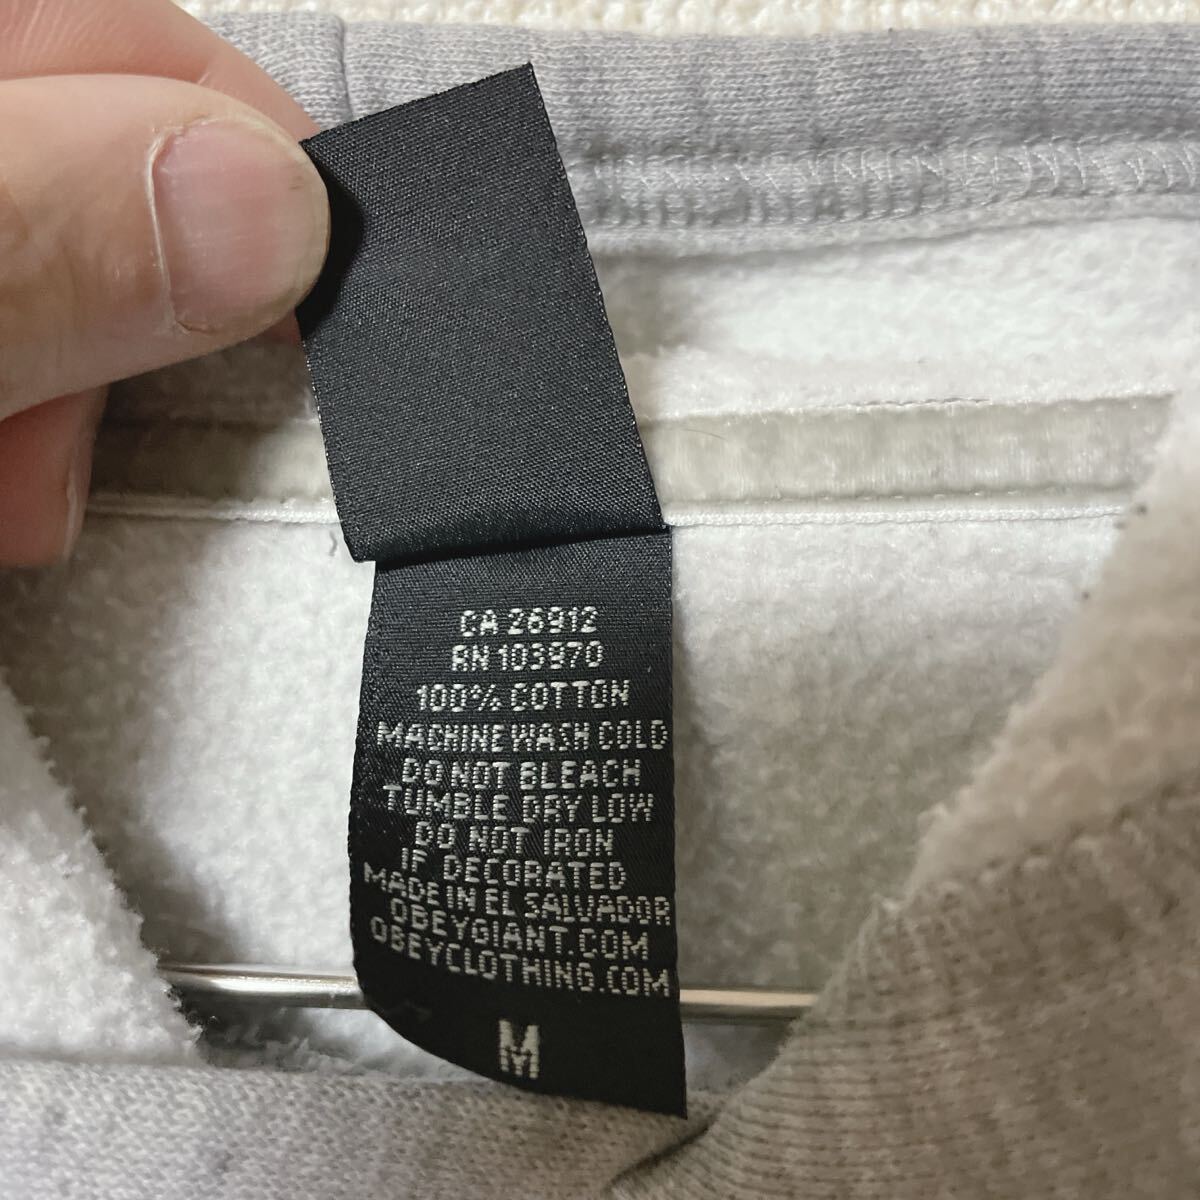 CA 26912
RN 103870
100% COTTON
MACHINE WASH COLD
DO NOT BLEACH
TUMBLE DRY LOW
DO NOT IRON
IF DECORATED
MADE IN EL SALVADOR
OBEYGIANT.COM
OBEYCLOTHING.COM
M